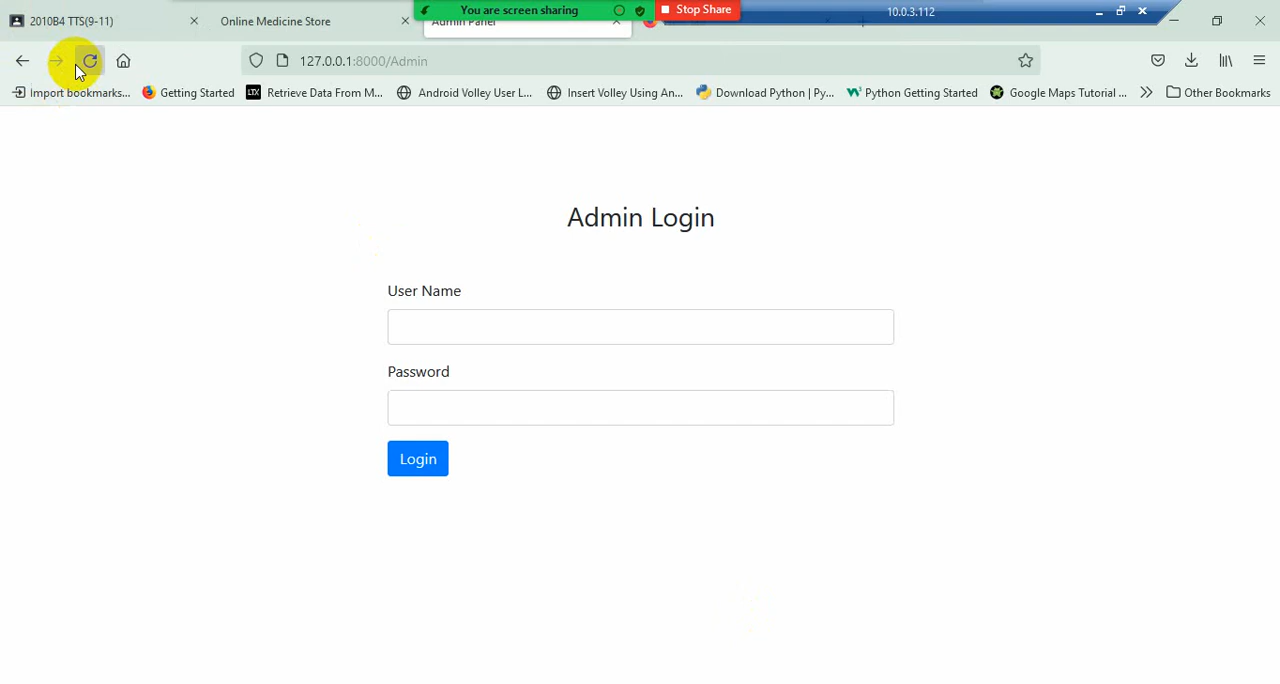 You are screen sharing
Stop Share
10.0.3.112
2010B4 TTS(9-11)
Online Medicine Store
Admin Panel
127.0.0.1:8000/Admin
Import bookmarks...
Getting Started
LTX
Retrieve Data From M...
Android Volley User L...
Insert Volley Using An...
Download Python | Py...
Python Getting Started
Google Maps Tutorial ...
Other Bookmarks
Admin Login
User Name
Password
Login